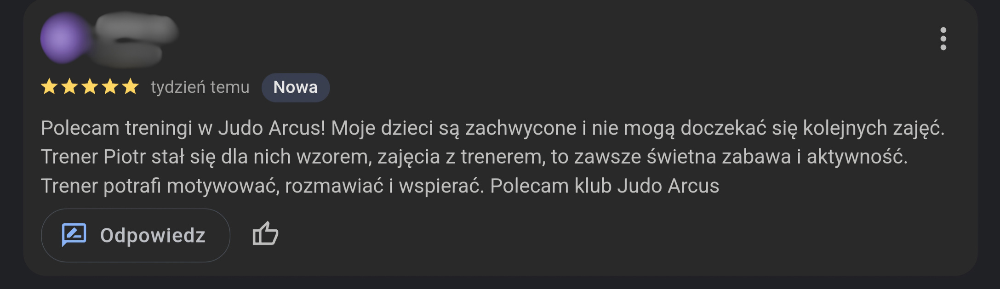 tydzień temu Nowa
Polecam treningi w Judo Arcus! Moje dzieci są zachwycone i nie mogą doczekać się kolejnych zajęć.
Trener Piotr stał się dla nich wzorem, zajęcia z trenerem, to zawsze świetna zabawa i aktywność.
Trener potrafi motywować, rozmawiać i wspierać. Polecam klub Judo Arcus
Odpowiedz